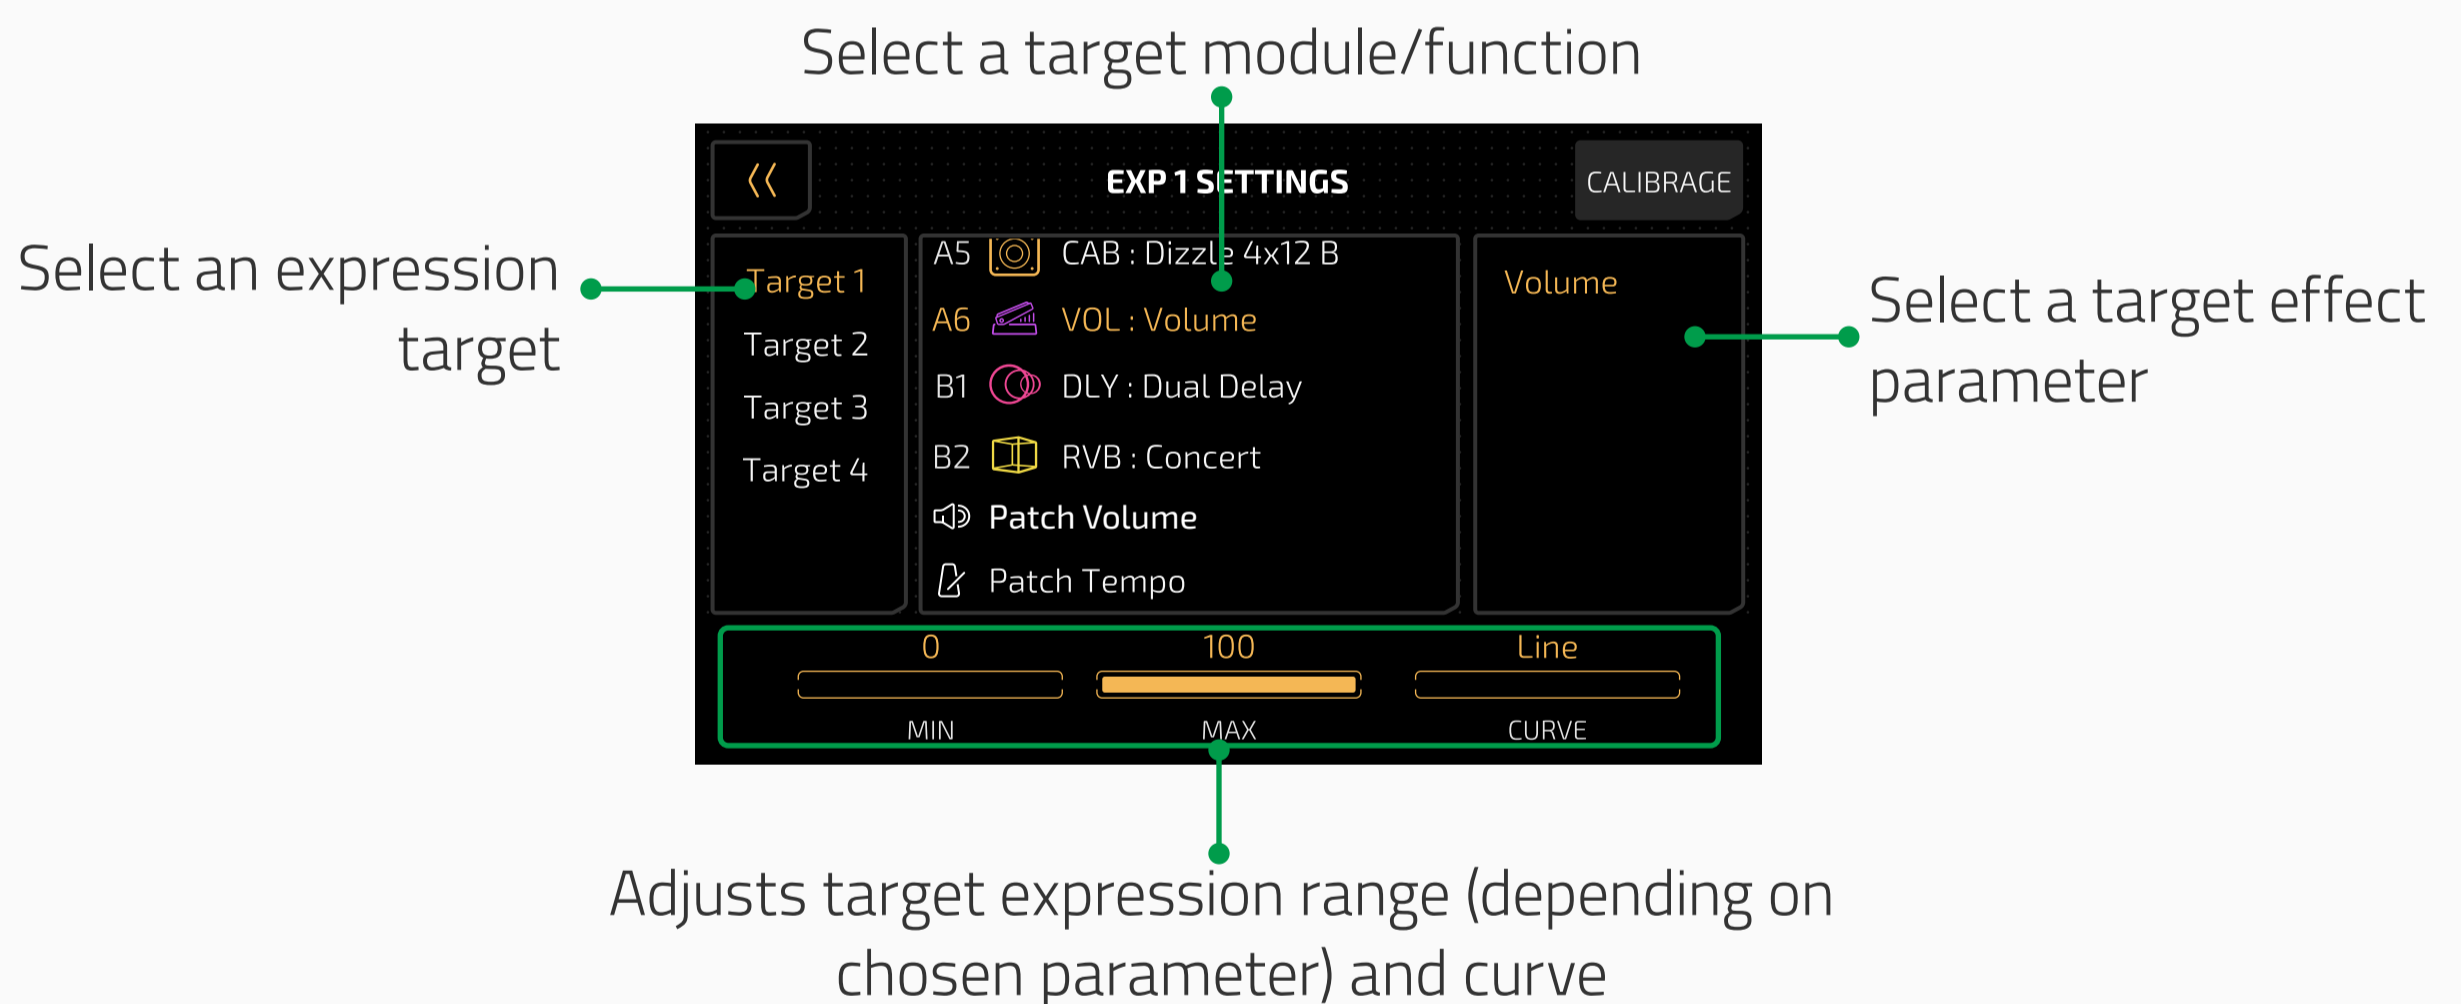 Select a target module/function
EXP 1 SETTINGS
CALIBRAGE
Select an expression
target
Target 1
Target 2
Target 3
Target 4
A5 CAB : Dizzle 4x12 B
A6 VOL : Volume
B1 DLY : Dual Delay
B2 RVB : Concert
Patch Volume
Patch Tempo
Volume
Select a target effect
parameter
0
MIN
100
MAX
Line
CURVE
Adjusts target expression range (depending on
chosen parameter) and curve